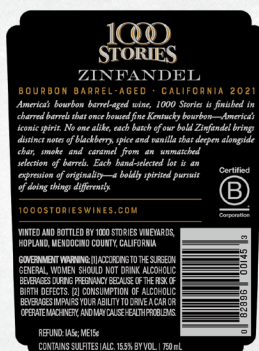 1000
STORIES
ZINFANDEL
BOURBON BARREL-AGED · CALIFORNIA 2021
America's bourbon barrel-aged wine, 1000 Stories is finished in
charred barrels that once housed fine Kentucky bourbon—America's
iconic spirit. No one alike, each batch of our bold Zinfandel brings
distinct notes of blackberry, spice and vanilla that deepen alongside
char, smoke and caramel from an unmatched
selection of barrels. Each hand-selected lot is an
expression of originality—a boldly spirited pursuit
of doing things differently.
Certified
B
Corporation
1000STORIESWINES.COM
VINTED AND BOTTLED BY 1000 STORIES VINEYARDS,
HOPLAND, MENDOCINO COUNTY, CALIFORNIA
GOVERNMENT WARNING: (1) ACCORDING TO THE SURGEON
GENERAL, WOMEN SHOULD NOT DRINK ALCOHOLIC
BEVERAGES DURING PREGNANCY BECAUSE OF THE RISK OF
BIRTH DEFECTS. (2) CONSUMPTION OF ALCOHOLIC
BEVERAGES IMPAIRS YOUR ABILITY TO DRIVE A CAR OR
OPERATE MACHINERY, AND MAY CAUSE HEALTH PROBLEMS.
REFUND: IA5¢; ME15¢
CONTAINS SULFITES | ALC. 15.5% BY VOL | 750 mL
0 82896 00145 3